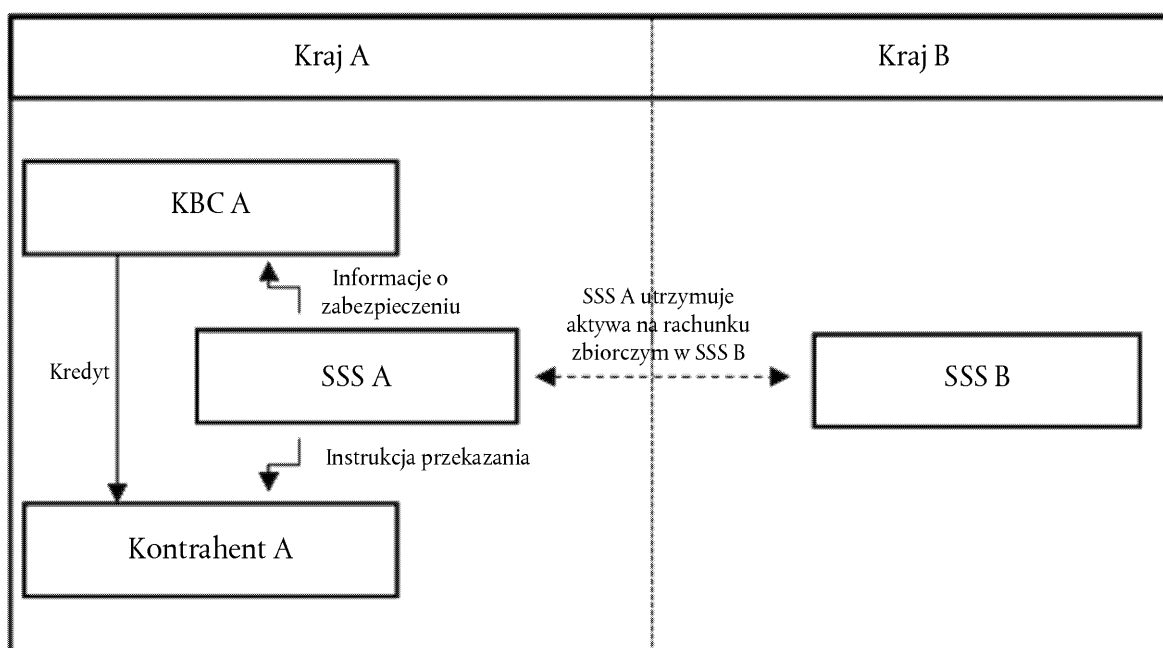 Kraj A
Kraj B
KBC A
Informacje o
zabezpieczeniu
SSS A utrzymuje
aktywa na rachunku
zbiorczym w SSS B
Kredyt
SSS A
SSS B
Instrukcja przekazania
Kontrahent A